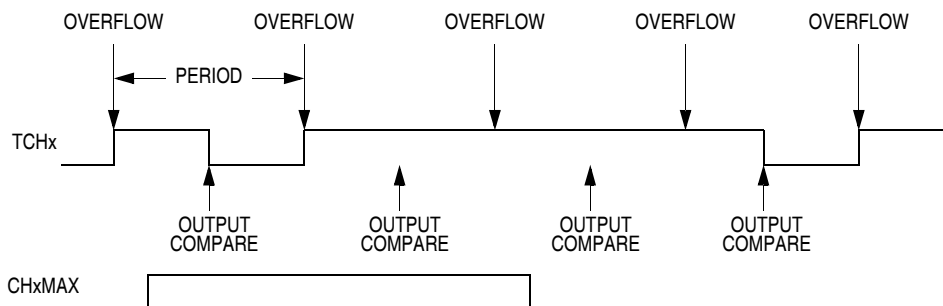 OVERFLOW OVERFLOW OVERFLOW OVERFLOW OVERFLOW
PERIOD
TCHx
OUTPUT OUTPUT OUTPUT OUTPUT
COMPARE COMPARE COMPARE COMPARE
CHxMAX